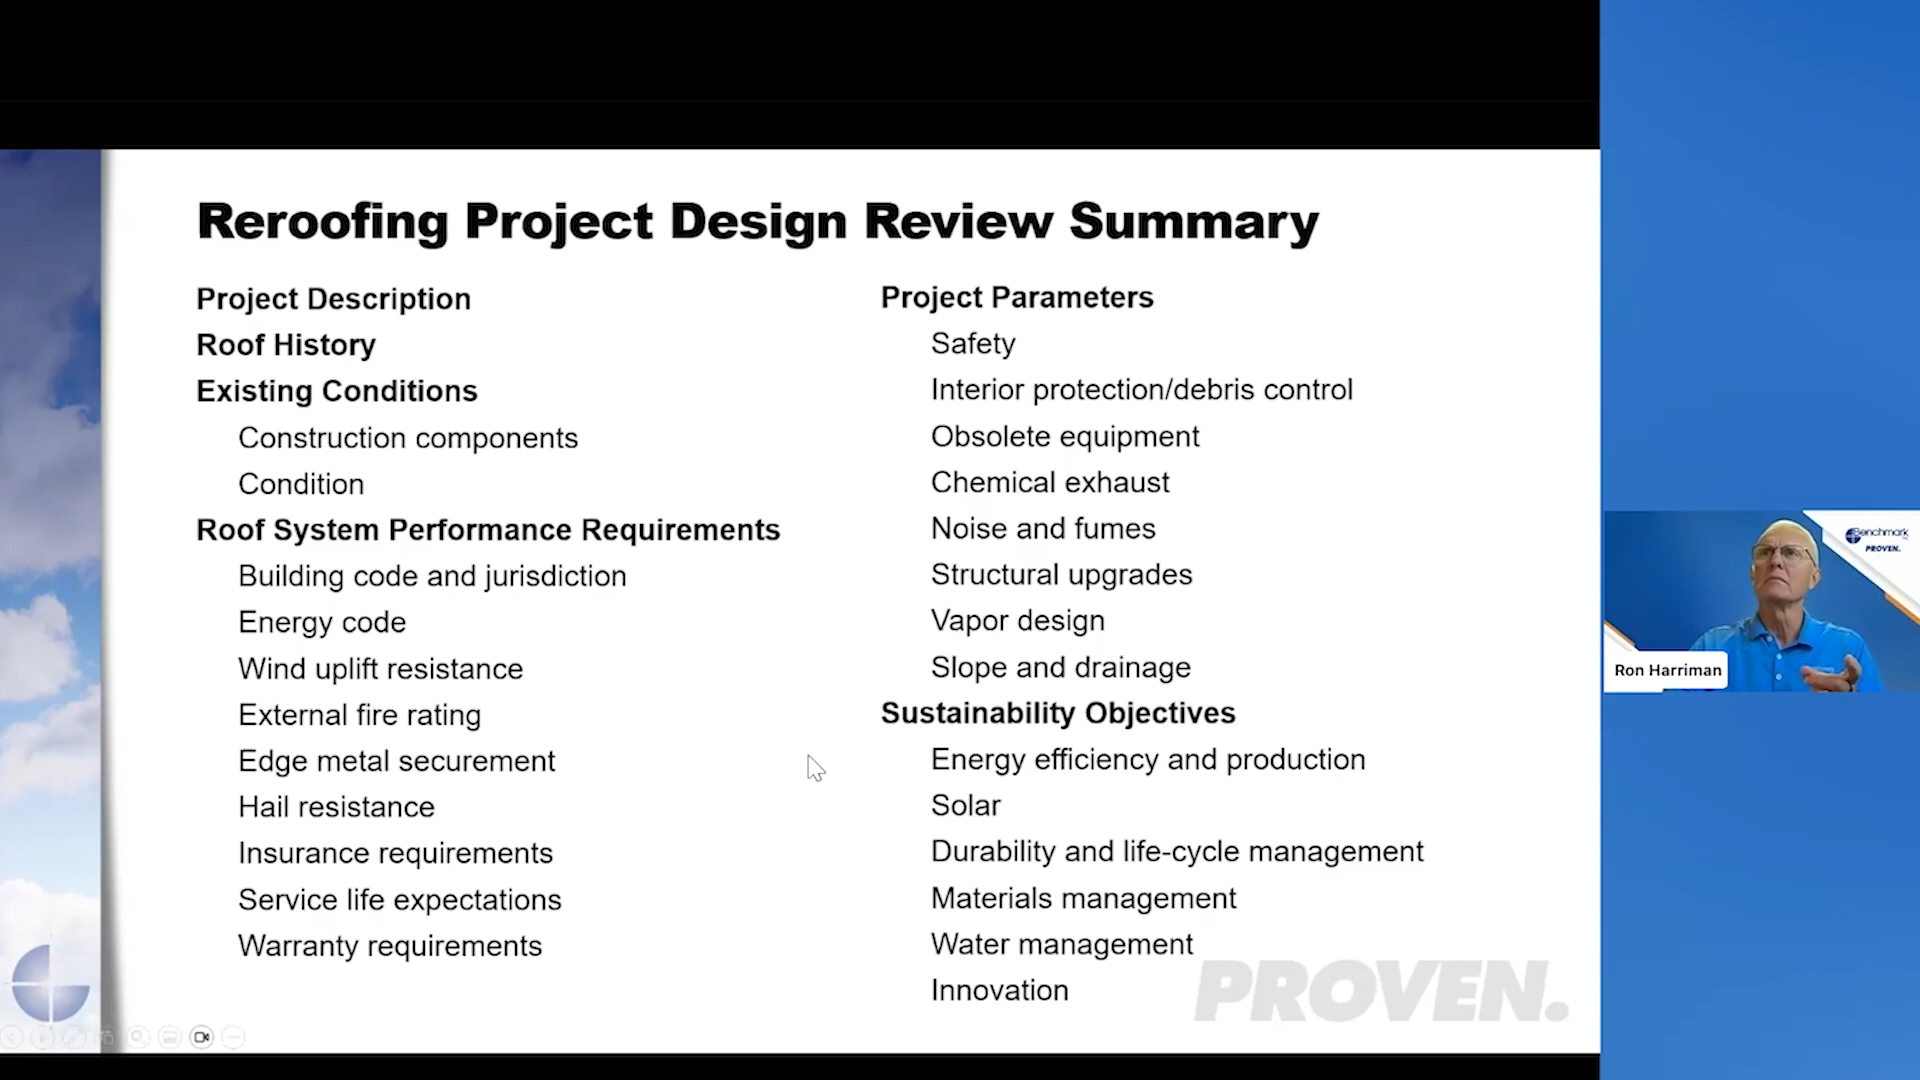 Reroofing Project Design Review Summary
Project Description
Roof History
Existing Conditions
Construction components
Condition
Roof System Performance Requirements
Building code and jurisdiction
Energy code
Wind uplift resistance
External fire rating
Edge metal securement
Hail resistance
Insurance requirements
Service life expectations
Warranty requirements
Project Parameters
Safety
Interior protection/debris control
Obsolete equipment
Chemical exhaust
Noise and fumes
Structural upgrades
Vapor design
Slope and drainage
Sustainability Objectives
Energy efficiency and production
Solar
Durability and life-cycle management
Materials management
Water management
Innovation
PROVEN.
Benchmark
PROVEN.
Ron Harriman